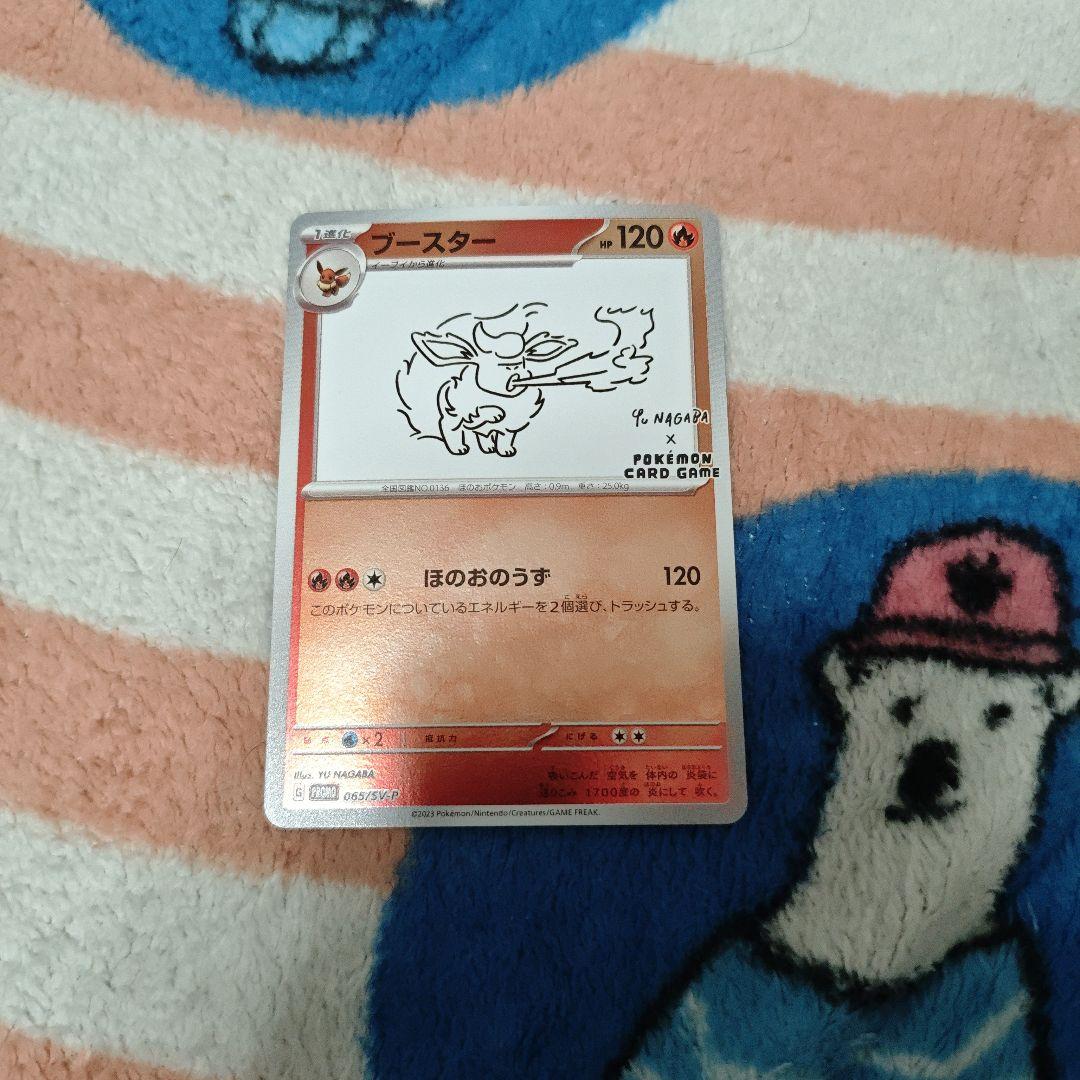 1進化 ブースター HP 120
イーブイから進化
Yu NAGABA
×
POKÉMON
CARD GAME
全国図鑑NO.0136 ほのおポケモン 高さ:0.9m 重さ:25.0kg
ほのおのうず 120
このポケモンについているエネルギーを2個選び、トラッシュする。
弱点 ×2 抵抗力 にげる
Illus. YU NAGABA
G PROMO 065/SV-P
吸いこんだ 空気を 体内の 炎袋に
送りこみ 1700度の 炎にして 吹く。
©2023 Pokémon/Nintendo/Creatures/GAME FREAK.